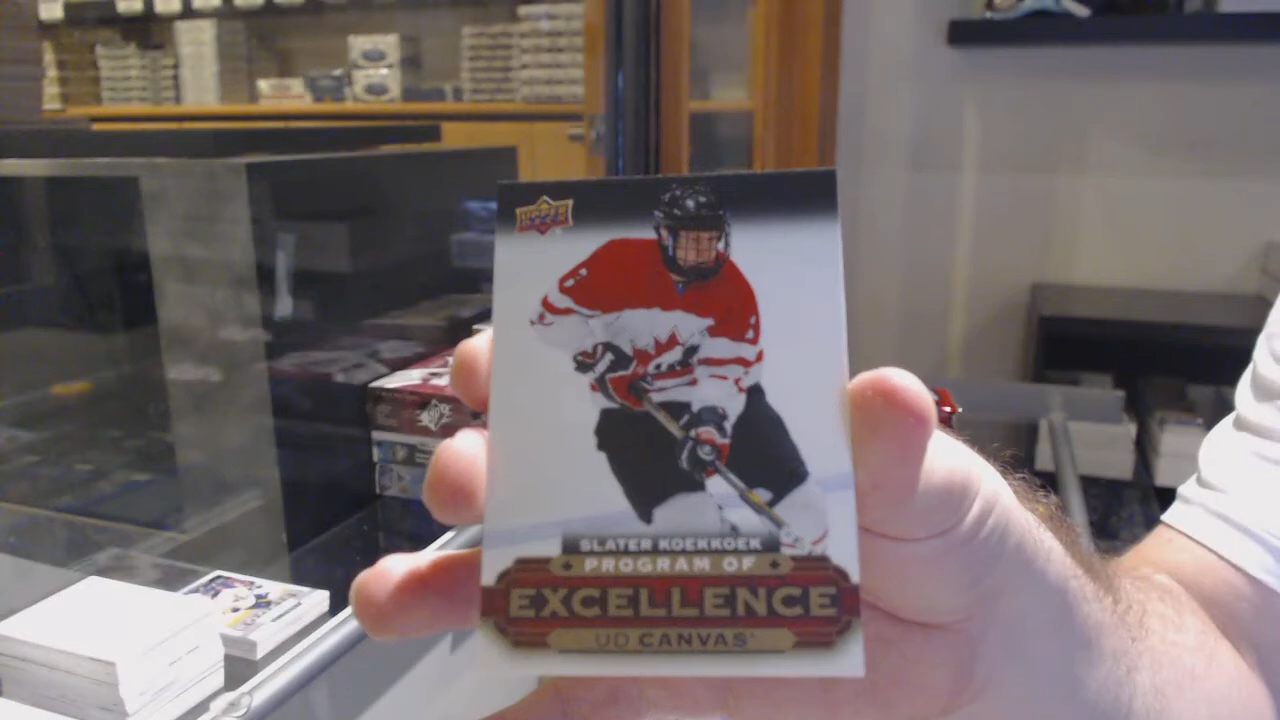 UPPER DECK
SLATER KOEKKOEK
PROGRAM OF
EXCELLENCE
UD CANVAS